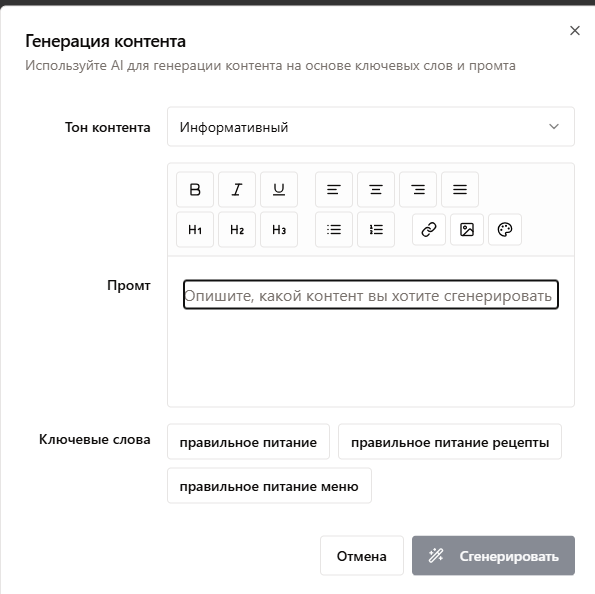 Генерация контента
Используйте AI для генерации контента на основе ключевых слов и промта
Тон контента
Информативный
B I U
H1 H2 H3
Промт
Опишите, какой контент вы хотите сгенерировать
Ключевые слова
правильное питание
правильное питание рецепты
правильное питание меню
Отмена
Сгенерировать